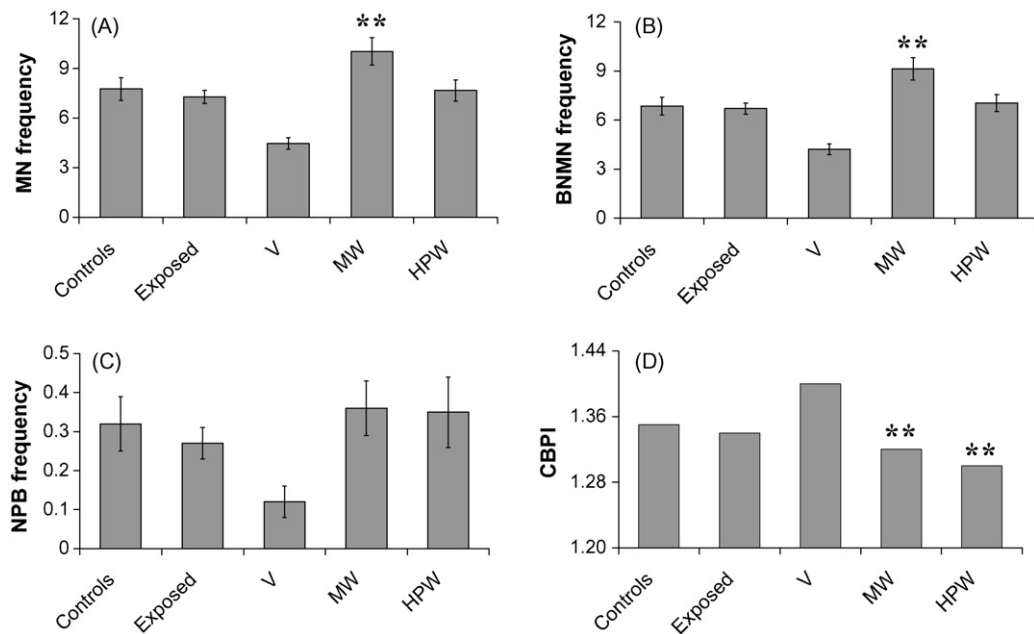 (A)
MN frequency
12
9
6
3
0
**
Controls
Exposed
V
MW
HPW
(B)
BNMN frequency
12
9
6
3
0
**
Controls
Exposed
V
MW
HPW
(C)
NPB frequency
0.5
0.4
0.3
0.2
0.1
0
Controls
Exposed
V
MW
HPW
(D)
CBPI
1.44
1.36
1.28
1.20
**
**
Controls
Exposed
V
MW
HPW